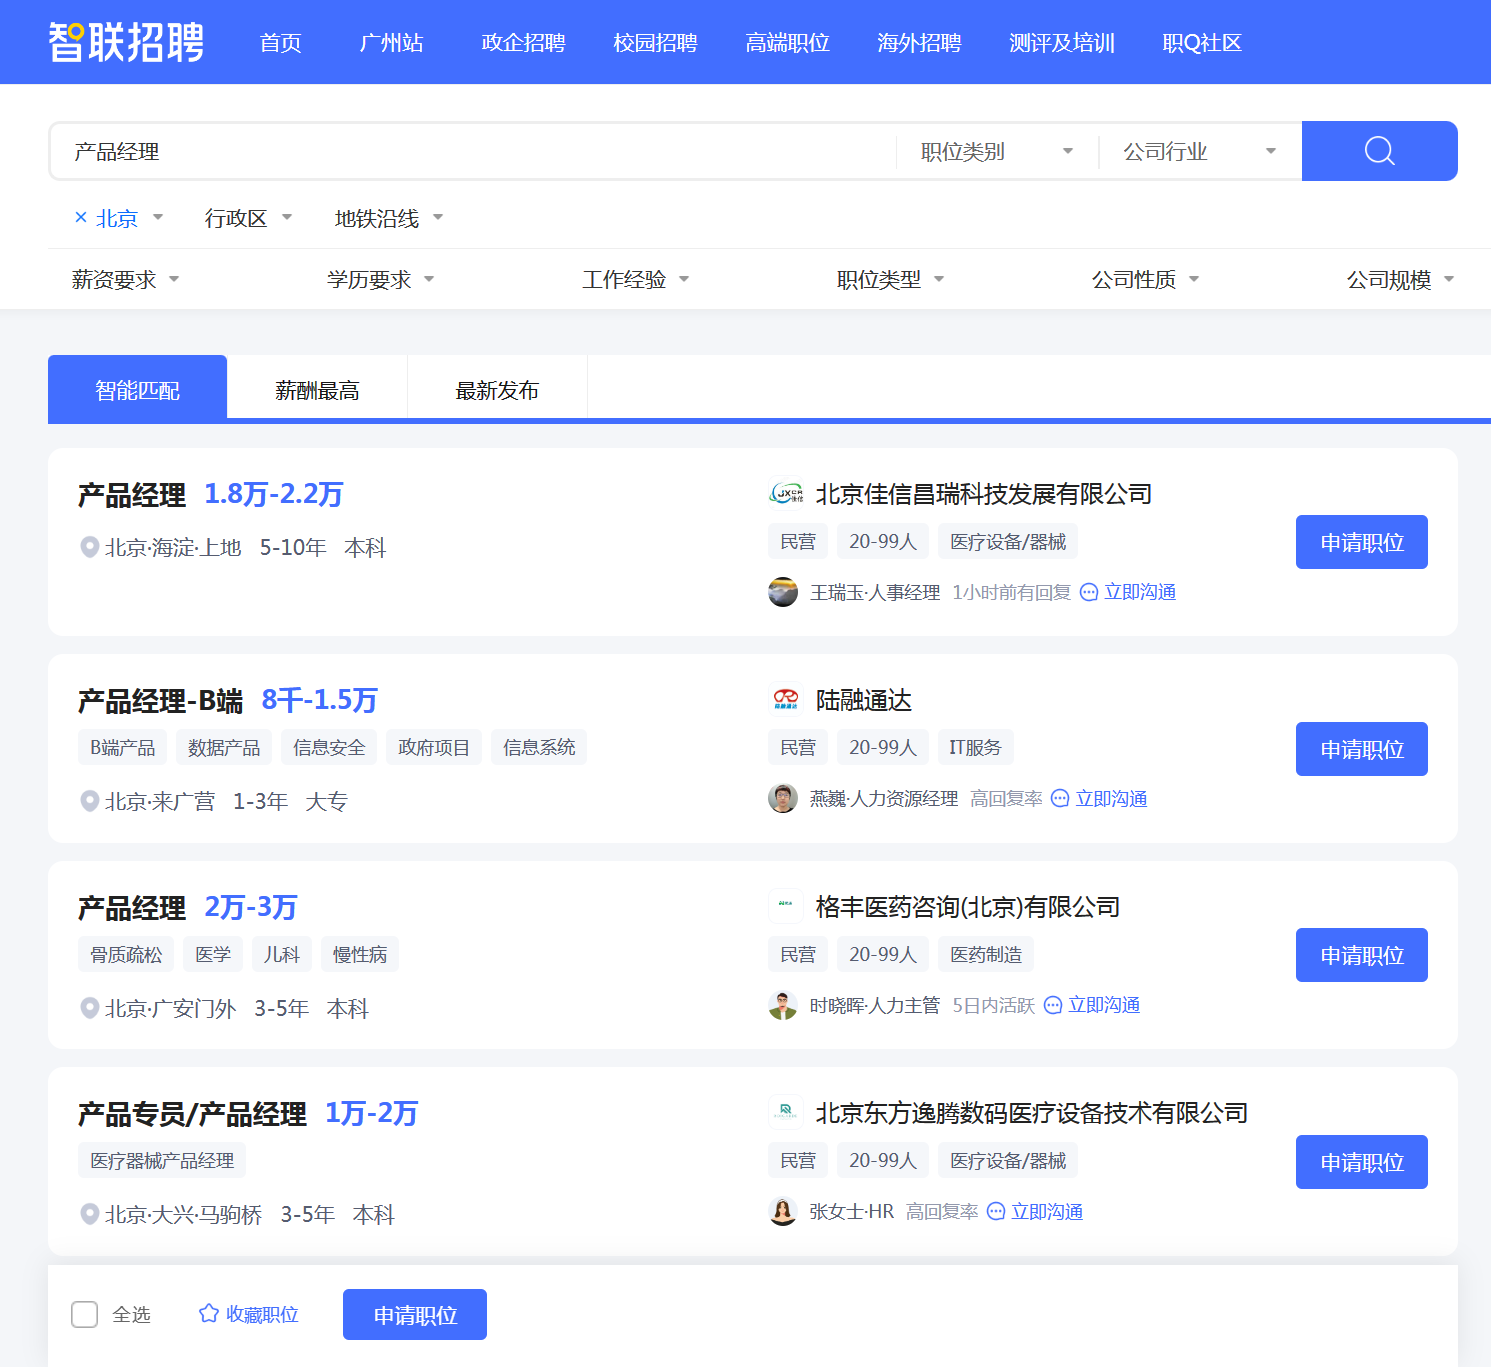 智联招聘 首页 广州站 政企招聘 校园招聘 高端职位 海外招聘 测评及培训 职Q社区
产品经理 职位类别 公司行业
× 北京 行政区 地铁沿线
薪资要求 学历要求 工作经验 职位类型 公司性质 公司规模
智能匹配 薪酬最高 最新发布
产品经理 1.8万-2.2万
北京·海淀·上地 5-10年 本科
JXCR 佳信 北京佳信昌瑞科技发展有限公司
民营 20-99人 医疗设备/器械
王瑞玉·人事经理 1小时前有回复 立即沟通
申请职位
产品经理-B端 8千-1.5万
B端产品 数据产品 信息安全 政府项目 信息系统
北京·来广营 1-3年 大专
陆融通达 陆融通达
民营 20-99人 IT服务
燕巍·人力资源经理 高回复率 立即沟通
申请职位
产品经理 2万-3万
骨质疏松 医学 儿科 慢性病
北京·广安门外 3-5年 本科
格丰医药咨询(北京)有限公司
民营 20-99人 医药制造
时晓晖·人力主管 5日内活跃 立即沟通
申请职位
产品专员/产品经理 1万-2万
医疗器械产品经理
北京·大兴·马驹桥 3-5年 本科
北京东方逸腾数码医疗设备技术有限公司
民营 20-99人 医疗设备/器械
张女士·HR 高回复率 立即沟通
申请职位
全选 收藏职位 申请职位